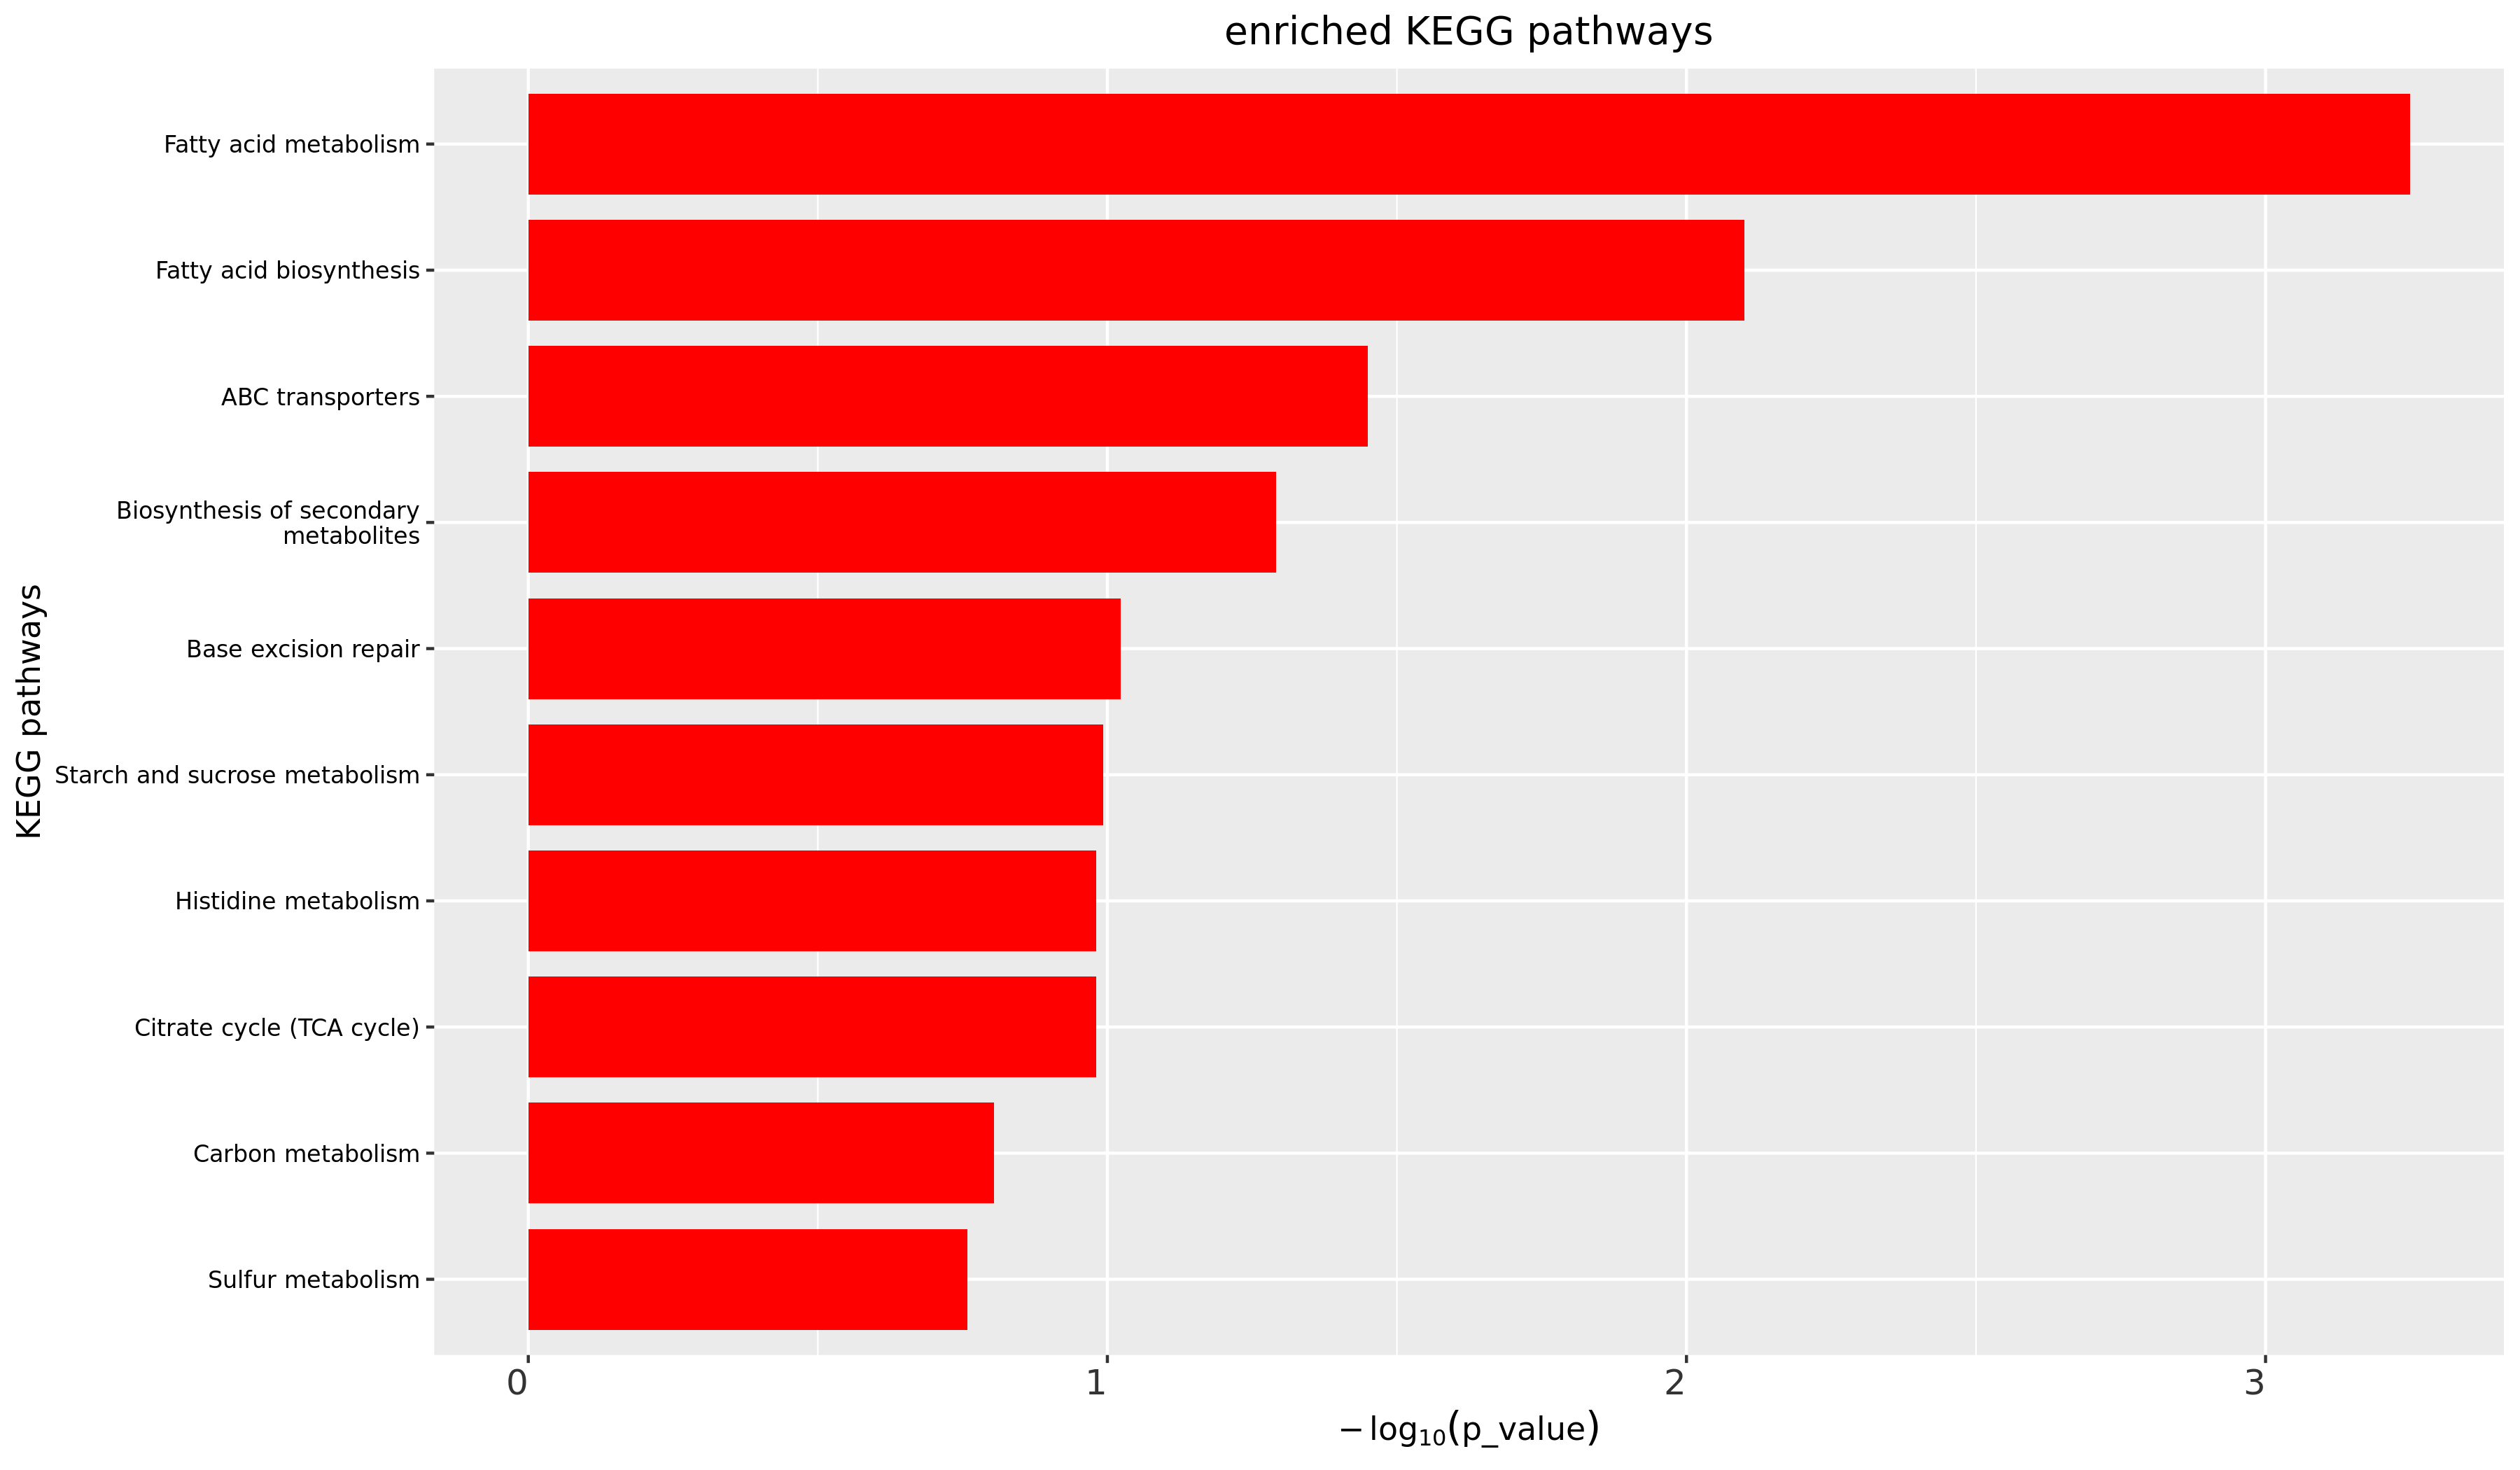 enriched KEGG pathways
KEGG pathways
Fatty acid metabolism
Fatty acid biosynthesis
ABC transporters
Biosynthesis of secondary
metabolites
Base excision repair
Starch and sucrose metabolism
Histidine metabolism
Citrate cycle (TCA cycle)
Carbon metabolism
Sulfur metabolism
0 1 2 3
−log₁₀(p_value)